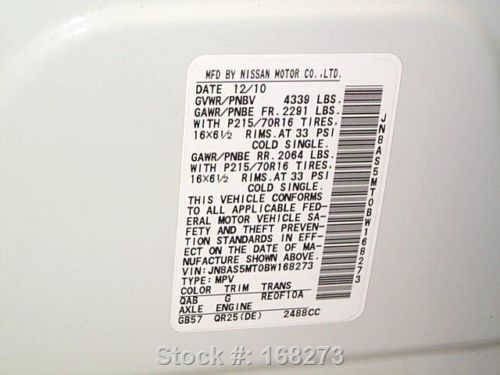 MFD BY NISSAN MOTOR CO.,LTD.
DATE 12/10
GVWR/PNBV 4339 LBS.
GAWR/PNBE FR. 2291 LBS.
WITH P215/70R16 TIRES,
16X6½ RIMS. AT 33 PSI
COLD SINGLE.
GAWR/PNBE RR. 2064 LBS.
WITH P215/70R16 TIRES,
16X6½ RIMS. AT 33 PSI
COLD SINGLE.
THIS VEHICLE CONFORMS
TO ALL APPLICABLE FED-
ERAL MOTOR VEHICLE SA-
FETY AND THEFT PREVEN-
TION STANDARDS IN EFF-
ECT ON THE DATE OF MA-
NUFACTURE SHOWN ABOVE.
VIN: JN8AS5MT0BW168273
TYPE: MPV
COLOR TRIM TRANS
QAB G RE0F10A
AXLE ENGINE
GB57 QR25(DE) 2488CC
JN8AS5MT0BW168273
Stock #: 168273